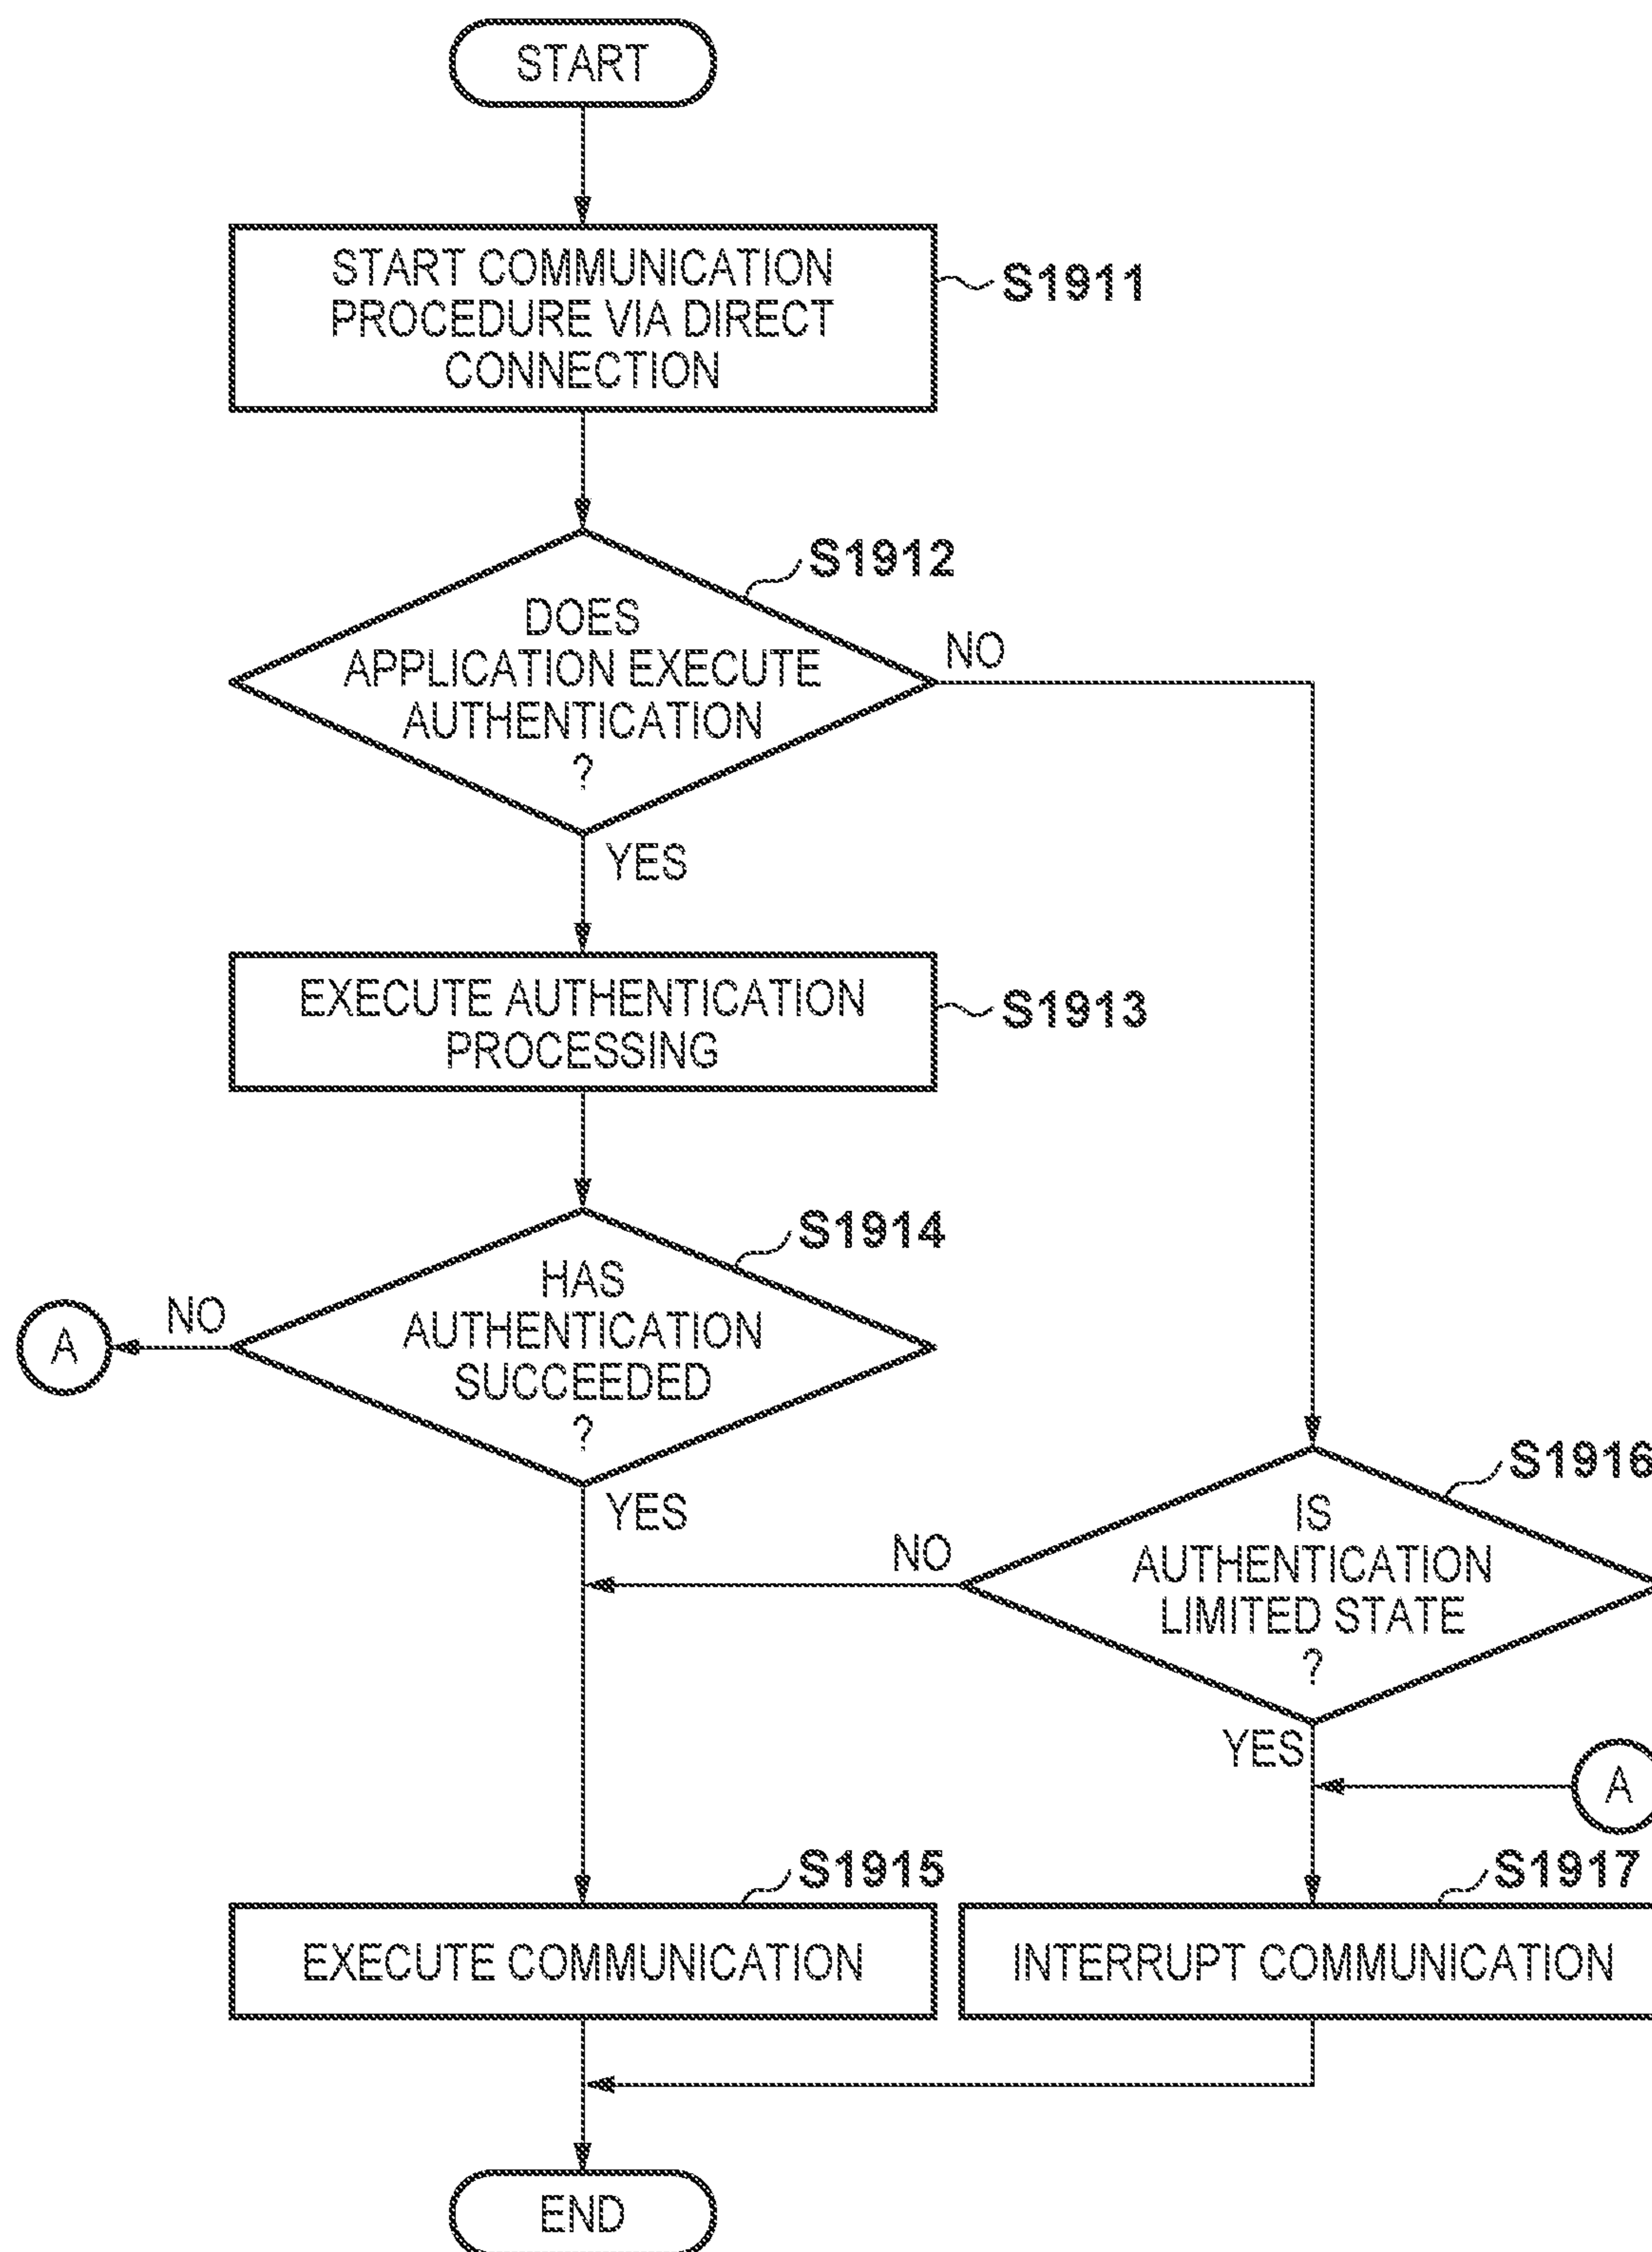 START
START COMMUNICATION
PROCEDURE VIA DIRECT
CONNECTION
S1911
S1912
DOES
APPLICATION EXECUTE
AUTHENTICATION
?
NO
YES
EXECUTE AUTHENTICATION
PROCESSING
S1913
S1914
HAS
AUTHENTICATION
SUCCEEDED
?
NO
A
YES
S1916
IS
AUTHENTICATION
LIMITED STATE
?
NO
YES
A
S1915
EXECUTE COMMUNICATION
S1917
INTERRUPT COMMUNICATION
END